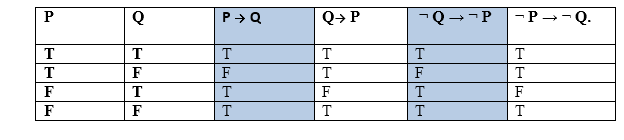 P Q P → Q Q→ P ¬ Q → ¬ P ¬ P → ¬ Q.
T T T T T T
T F F T F T
F T T F T F
F F T T T T